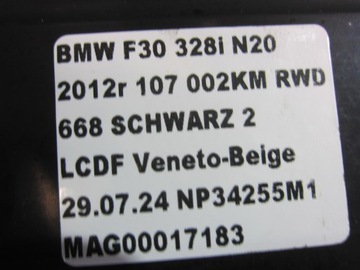 BMW F30 328i N20
2012r 107 002KM RWD
668 SCHWARZ 2
LCDF Veneto-Beige
29.07.24 NP34255M1
MAG00017183